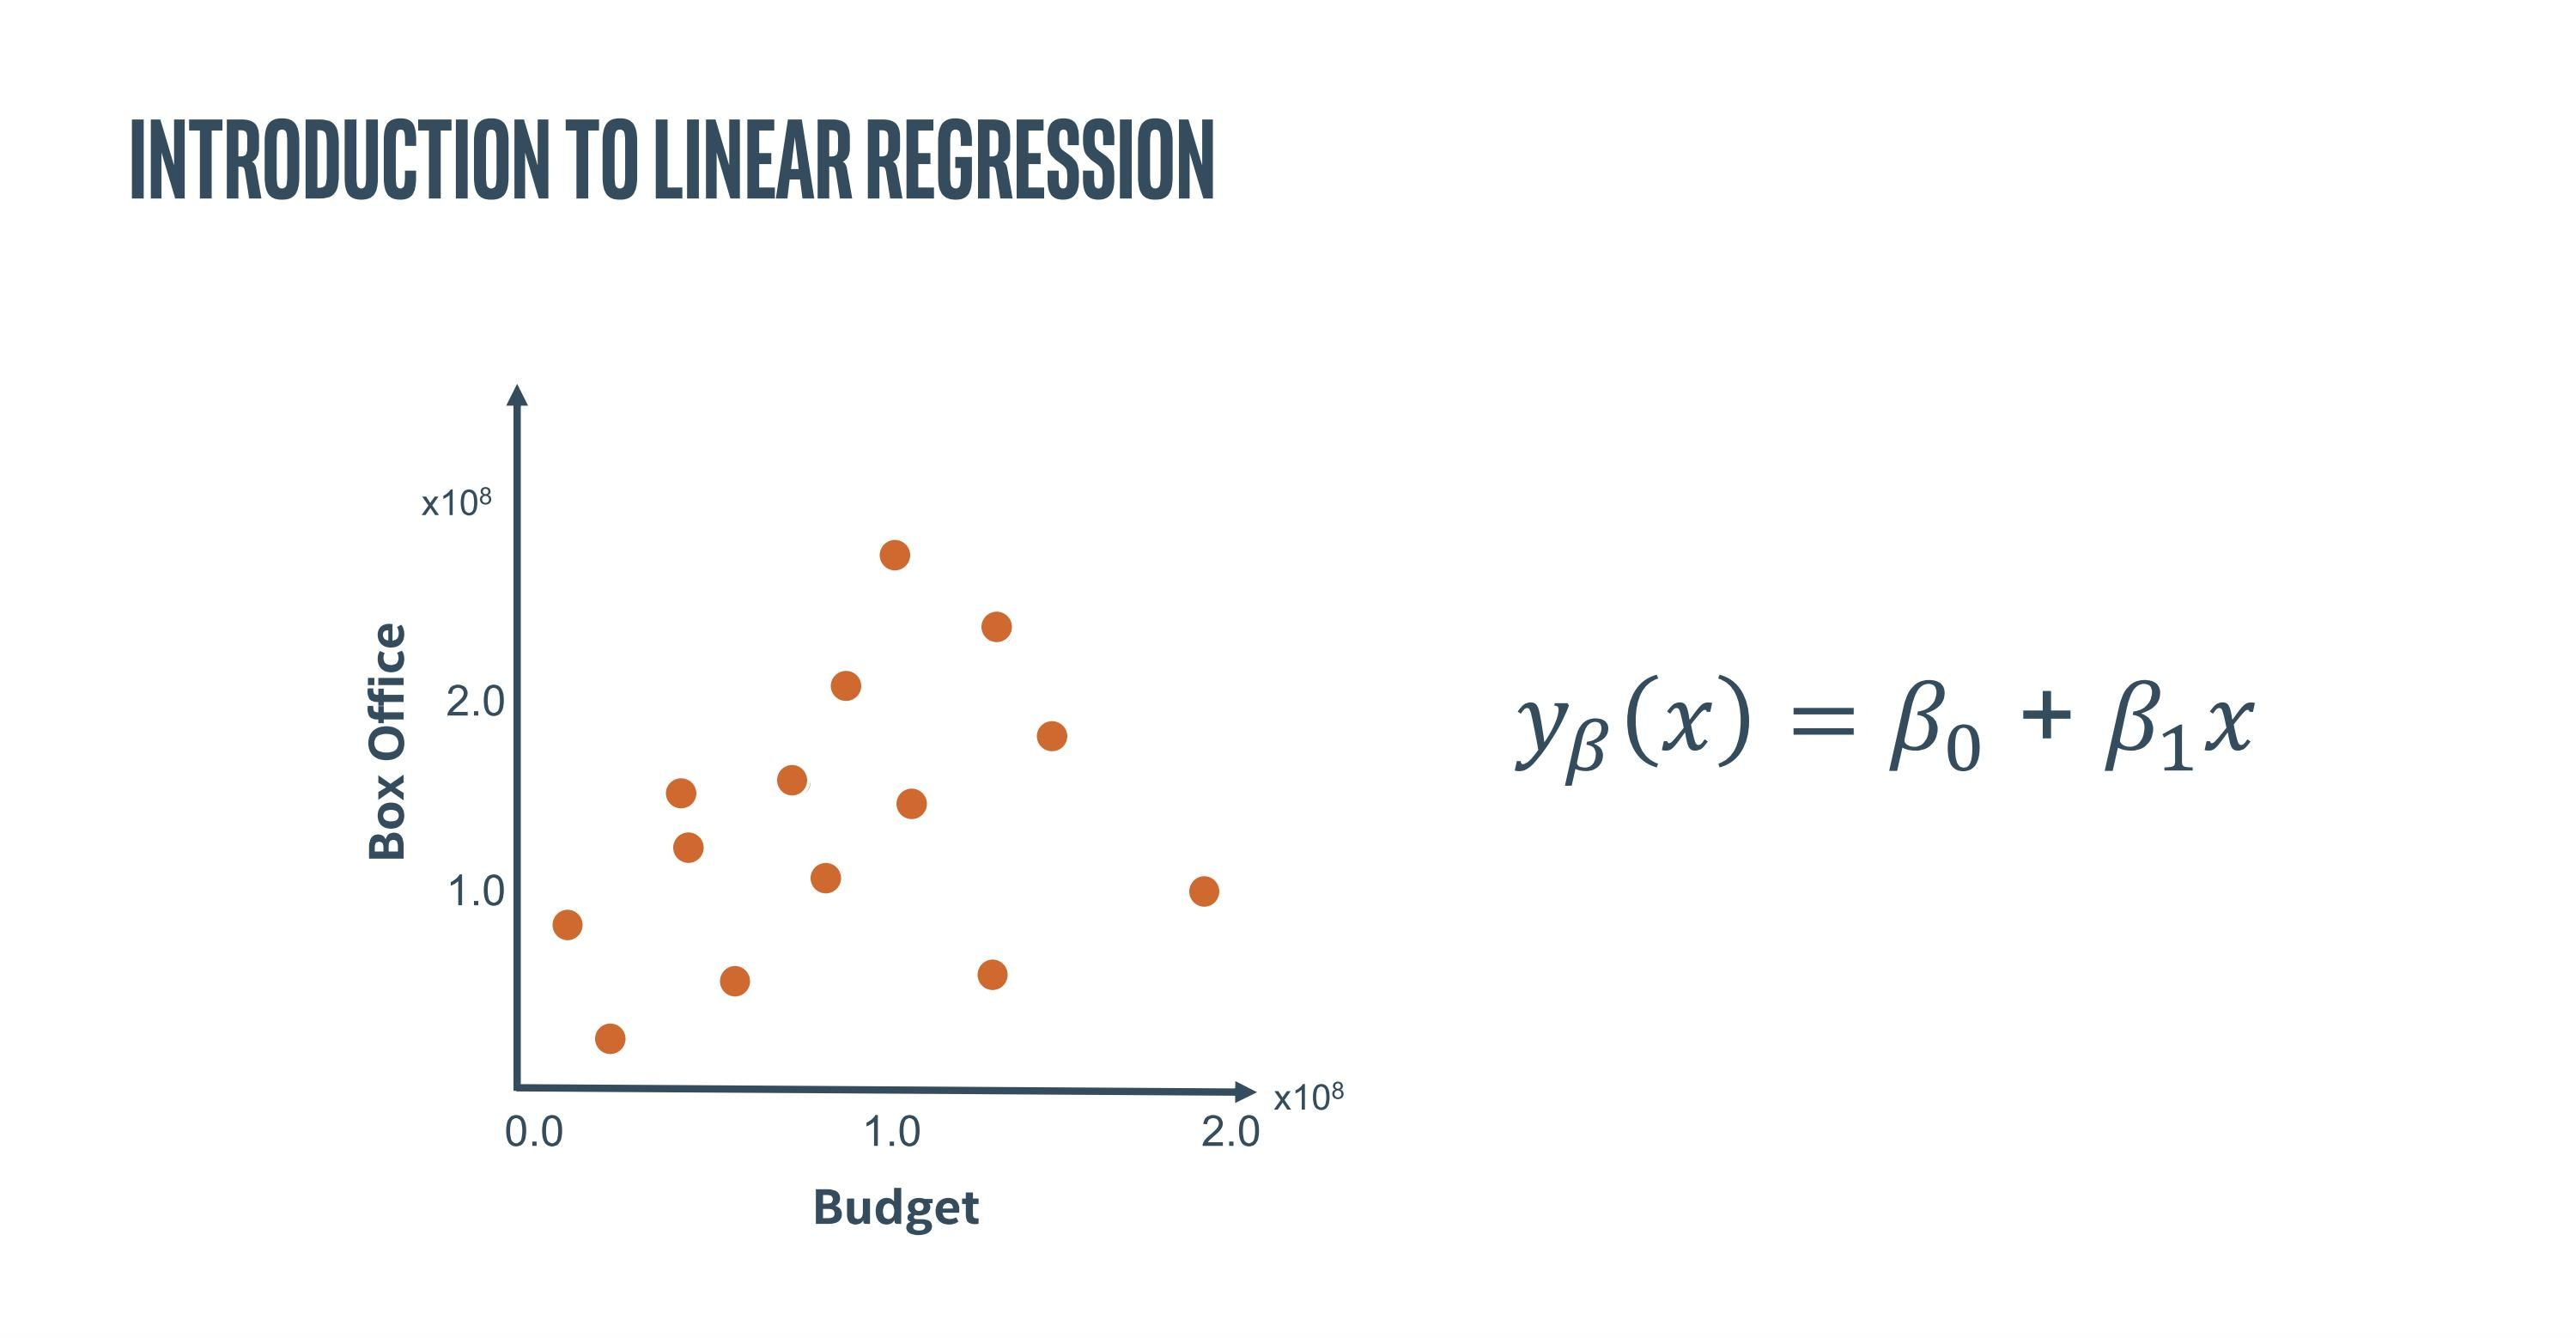 INTRODUCTION TO LINEAR REGRESSION
x10⁸
Box Office
2.0
1.0
0.0 1.0 2.0
x10⁸
Budget
yᵦ(x) = β₀ + β₁x